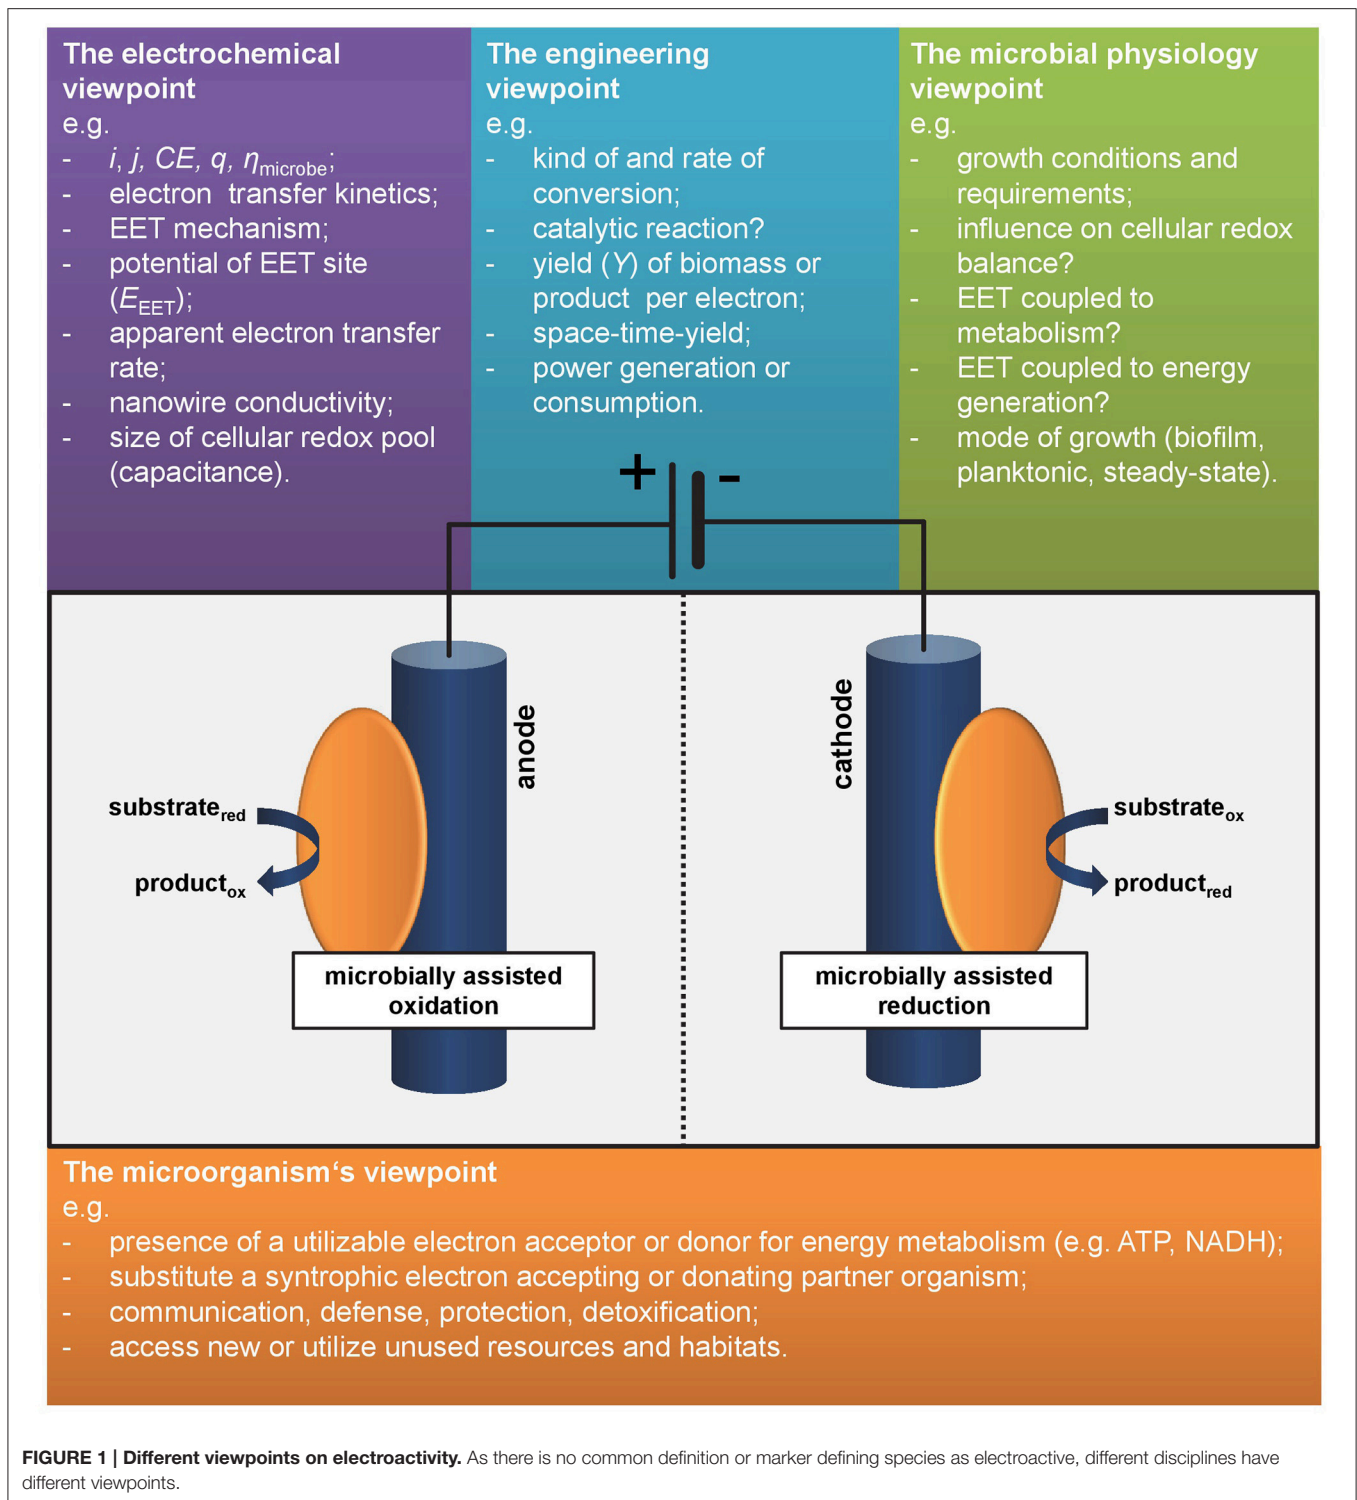 The electrochemical
viewpoint
e.g.
- i, j, CE, q, ηmicrobe;
- electron transfer kinetics;
- EET mechanism;
- potential of EET site
(EEET);
- apparent electron transfer
rate;
- nanowire conductivity;
- size of cellular redox pool
(capacitance).
The engineering
viewpoint
e.g.
- kind of and rate of
conversion;
- catalytic reaction?
- yield (Y) of biomass or
product per electron;
- space-time-yield;
- power generation or
consumption.
The microbial physiology
viewpoint
e.g.
- growth conditions and
requirements;
- influence on cellular redox
balance?
- EET coupled to
metabolism?
- EET coupled to energy
generation?
- mode of growth (biofilm,
planktonic, steady-state).
+ -
anode
cathode
substratered
productox
substrateox
productred
microbially assisted
oxidation
microbially assisted
reduction
The microorganism‘s viewpoint
e.g.
- presence of a utilizable electron acceptor or donor for energy metabolism (e.g. ATP, NADH);
- substitute a syntrophic electron accepting or donating partner organism;
- communication, defense, protection, detoxification;
- access new or utilize unused resources and habitats.
FIGURE 1 | Different viewpoints on electroactivity. As there is no common definition or marker defining species as electroactive, different disciplines have
different viewpoints.